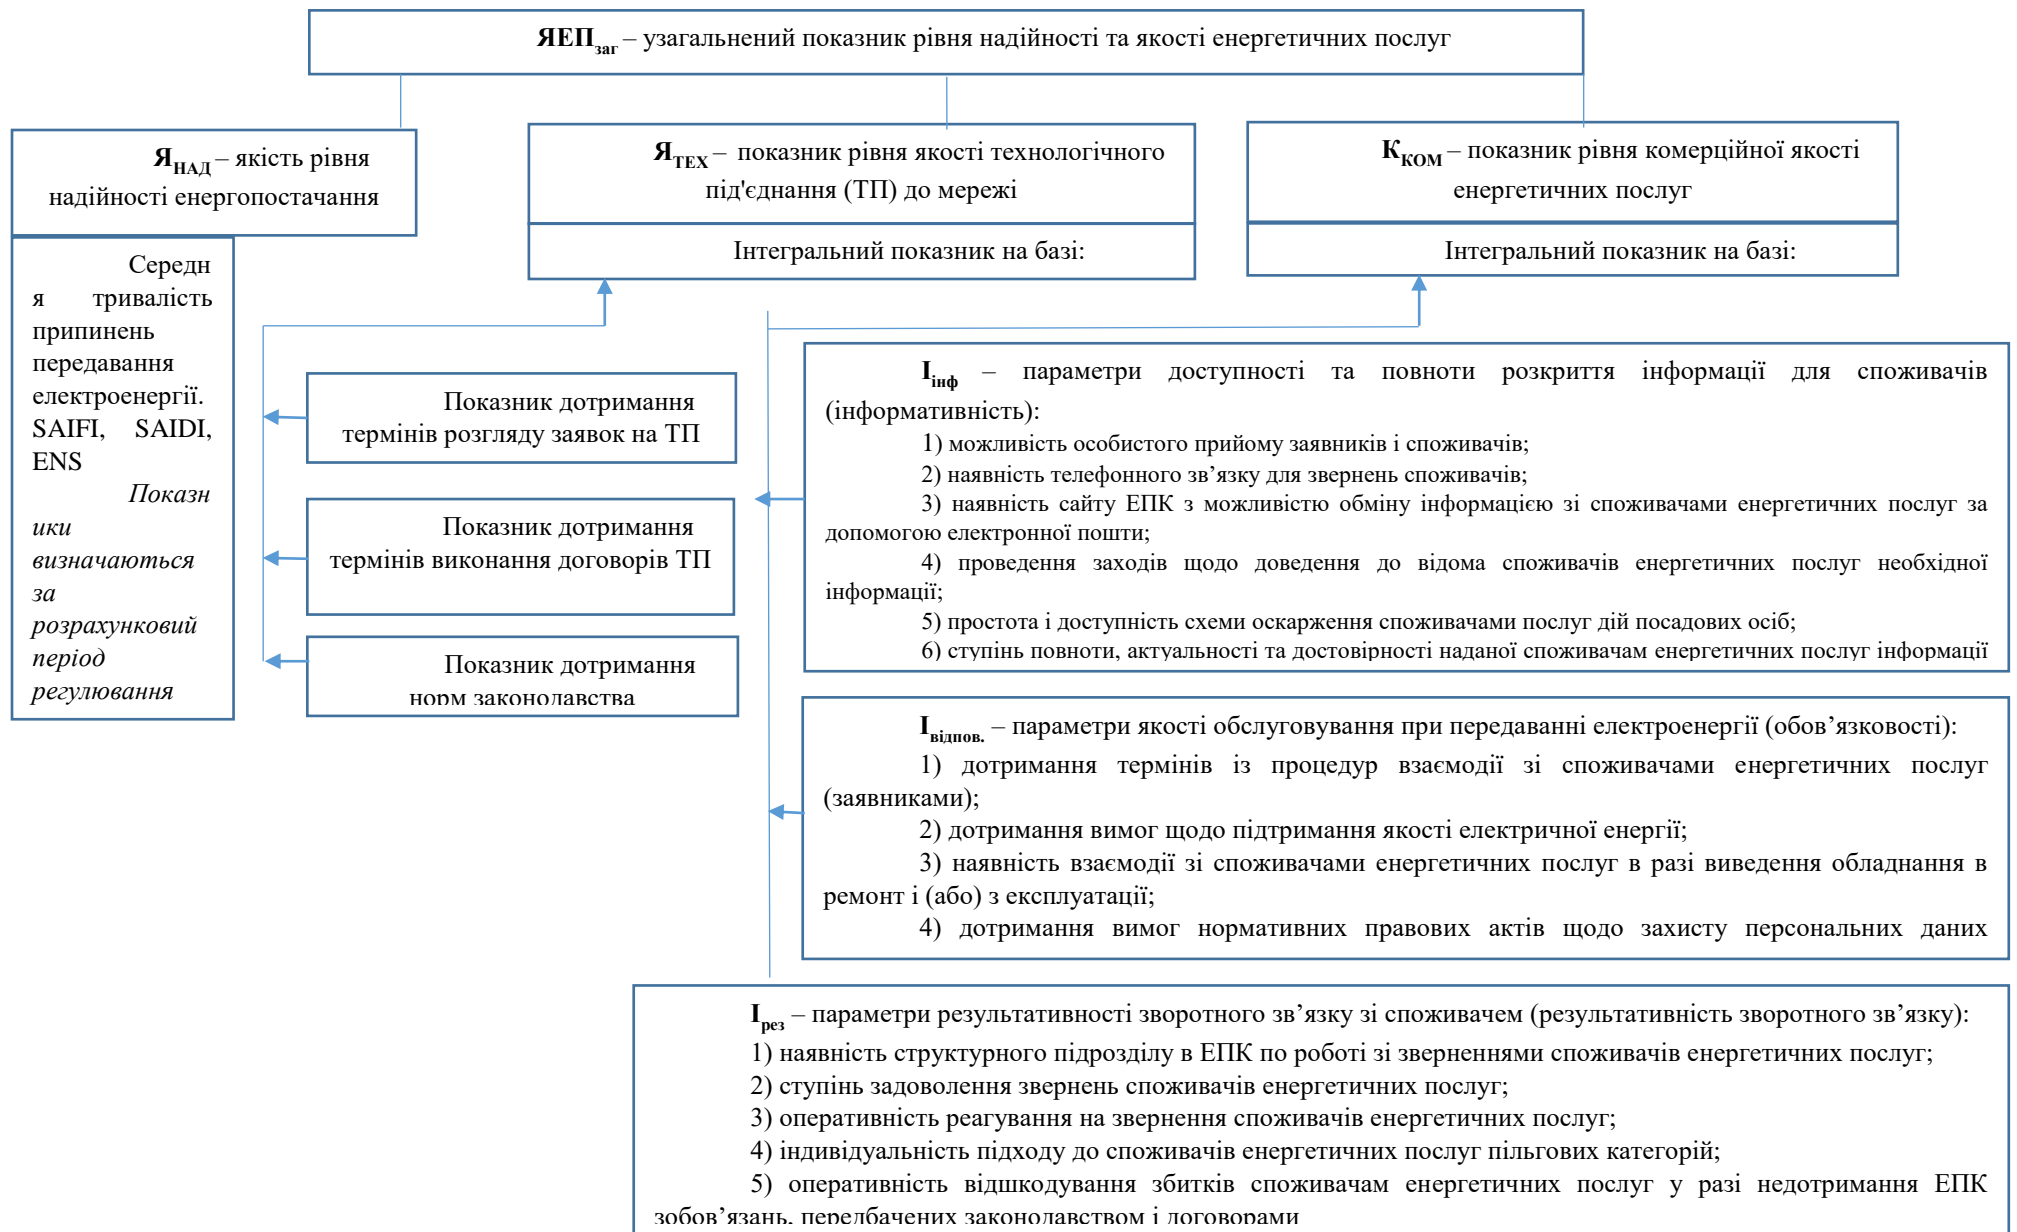 ЯЕПзаг – узагальнений показник рівня надійності та якості енергетичних послуг
ЯНАД – якість рівня
надійності енергопостачання
Середн
я тривалість
припинень
передавання
електроенергії.
SAIFI, SAIDI,
ENS
Показн
ики
визначаються
за
розрахунковий
період
регулювання
ЯТЕХ – показник рівня якості технологічного
під'єднання (ТП) до мережі
Інтегральний показник на базі:
Показник дотримання
термінів розгляду заявок на ТП
Показник дотримання
термінів виконання договорів ТП
Показник дотримання
норм законодавства
ККОМ – показник рівня комерційної якості
енергетичних послуг
Інтегральний показник на базі:
Іінф – параметри доступності та повноти розкриття інформації для споживачів
(інформативність):
1) можливість особистого прийому заявників і споживачів;
2) наявність телефонного зв’язку для звернень споживачів;
3) наявність сайту ЕПК з можливістю обміну інформацією зі споживачами енергетичних послуг за
допомогою електронної пошти;
4) проведення заходів щодо доведення до відома споживачів енергетичних послуг необхідної
інформації;
5) простота і доступність схеми оскарження споживачами послуг дій посадових осіб;
6) ступінь повноти, актуальності та достовірності наданої споживачам енергетичних послуг інформації
Івідпов. – параметри якості обслуговування при передаванні електроенергії (обов’язковості):
1) дотримання термінів із процедур взаємодії зі споживачами енергетичних послуг
(заявниками);
2) дотримання вимог щодо підтримання якості електричної енергії;
3) наявність взаємодії зі споживачами енергетичних послуг в разі виведення обладнання в
ремонт і (або) з експлуатації;
4) дотримання вимог нормативних правових актів щодо захисту персональних даних
Ірез – параметри результативності зворотного зв’язку зі споживачем (результативність зворотного зв’язку):
1) наявність структурного підрозділу в ЕПК по роботі зі зверненнями споживачів енергетичних послуг;
2) ступінь задоволення звернень споживачів енергетичних послуг;
3) оперативність реагування на звернення споживачів енергетичних послуг;
4) індивідуальність підходу до споживачів енергетичних послуг пільгових категорій;
5) оперативність відшкодування збитків споживачам енергетичних послуг у разі недотримання ЕПК
зобов’язань, передбачених законодавством і договорами